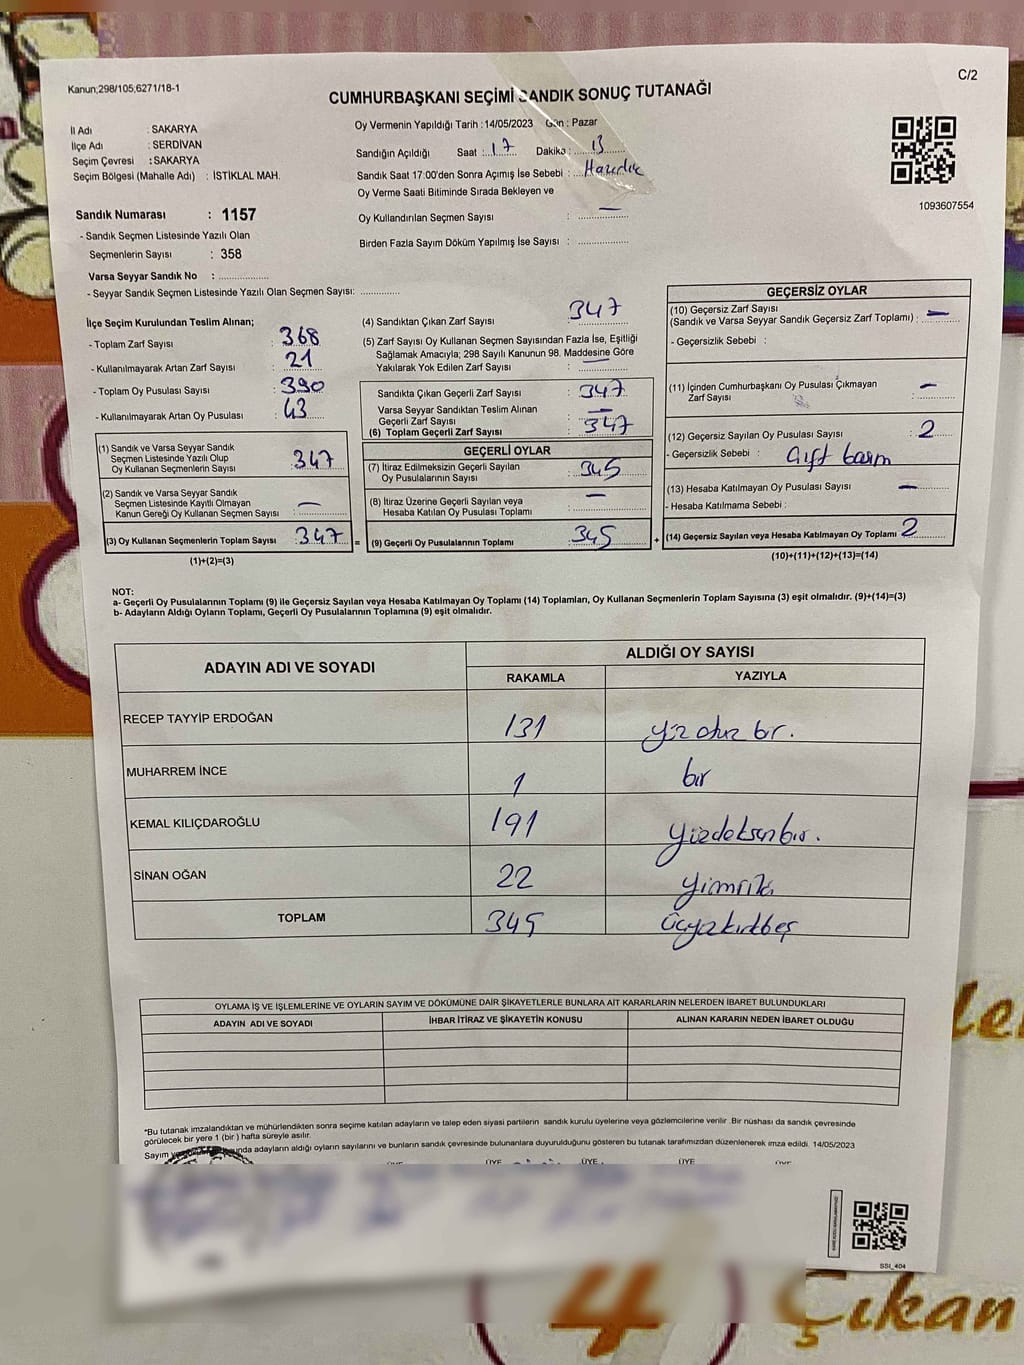 Kanun;298/105;6271/18-1
C/2
CUMHURBAŞKANI SEÇİMİ SANDIK SONUÇ TUTANAĞI
İl Adı : SAKARYA
İlçe Adı : SERDİVAN
Seçim Çevresi : SAKARYA
Seçim Bölgesi (Mahalle Adı) : İSTİKLAL MAH.
Oy Vermenin Yapıldığı Tarih :14/05/2023 Gün : Pazar
Sandığın Açıldığı Saat :..17.. Dakika :..13..
Sandık Saat 17:00'den Sonra Açımış İse Sebebi :....Hazırlık
Oy Verme Saati Bitiminde Sırada Bekleyen ve
Oy Kullandırılan Seçmen Sayısı : —
Birden Fazla Sayım Döküm Yapılmış İse Sayısı : ....................
1093607554
Sandık Numarası : 1157
- Sandık Seçmen Listesinde Yazılı Olan
Seçmenlerin Sayısı : 358
Varsa Seyyar Sandık No : ....................
- Seyyar Sandık Seçmen Listesinde Yazılı Olan Seçmen Sayısı: ...............
İlçe Seçim Kurulundan Teslim Alınan;
- Toplam Zarf Sayısı : 368
- Kullanılmayarak Artan Zarf Sayısı : 21
- Toplam Oy Pusulası Sayısı : 390
- Kullanılmayarak Artan Oy Pusulası : 43
(1) Sandık ve Varsa Seyyar Sandık
Seçmen Listesinde Yazılı Olup
Oy Kullanan Seçmenlerin Sayısı : 347
(2) Sandık ve Varsa Seyyar Sandık
Seçmen Listesinde Kayıtlı Olmayan
Kanun Gereği Oy Kullanan Seçmen Sayısı : —
(3) Oy Kullanan Seçmenlerin Toplam Sayısı : 347 =
(1)+(2)=(3)
(4) Sandıktan Çıkan Zarf Sayısı : 347
(5) Zarf Sayısı Oy Kullanan Seçmen Sayısından Fazla İse, Eşitliği
Sağlamak Amacıyla; 298 Sayılı Kanunun 98. Maddesine Göre
Yakılarak Yok Edilen Zarf Sayısı : —
Sandıkta Çıkan Geçerli Zarf Sayısı : 347
Varsa Seyyar Sandıktan Teslim Alınan
Geçerli Zarf Sayısı : —
(6) Toplam Geçerli Zarf Sayısı : 347
GEÇERLİ OYLAR
(7) İtiraz Edilmeksizin Geçerli Sayılan
Oy Pusulalarının Sayısı : 345
(8) İtiraz Üzerine Geçerli Sayılan veya
Hesaba Katılan Oy Pusulası Toplamı : —
(9) Geçerli Oy Pusulalarının Toplamı : 345 +
GEÇERSİZ OYLAR
(10) Geçersiz Zarf Sayısı
(Sandık ve Varsa Seyyar Sandık Geçersiz Zarf Toplamı) : —
- Geçersizlik Sebebi :
(11) İçinden Cumhurbaşkanı Oy Pusulası Çıkmayan
Zarf Sayısı : —
(12) Geçersiz Sayılan Oy Pusulası Sayısı : 2
- Geçersizlik Sebebi : Çift basım
(13) Hesaba Katılmayan Oy Pusulası Sayısı : —
- Hesaba Katılmama Sebebi :
(14) Geçersiz Sayılan veya Hesaba Katılmayan Oy Toplamı : 2
(10)+(11)+(12)+(13)=(14)
NOT:
a- Geçerli Oy Pusulalarının Toplamı (9) ile Geçersiz Sayılan veya Hesaba Katılmayan Oy Toplamı (14) Toplamları, Oy Kullanan Seçmenlerin Toplam Sayısına (3) eşit olmalıdır. (9)+(14)=(3)
b- Adayların Aldığı Oyların Toplamı, Geçerli Oy Pusulalarının Toplamına (9) eşit olmalıdır.
ADAYIN ADI VE SOYADI ALDIĞI OY SAYISI
RAKAMLA YAZIYLA
RECEP TAYYİP ERDOĞAN 131 yüz otuz bir.
MUHARREM İNCE 1 bir
KEMAL KILIÇDAROĞLU 191 yüzdoksanbir.
SİNAN OĞAN 22 yirmiiki
TOPLAM 345 üçyüzkırkbeş
OYLAMA İŞ VE İŞLEMLERİNE VE OYLARIN SAYIM VE DÖKÜMÜNE DAİR ŞİKAYETLERLE BUNLARA AİT KARARLARIN NELERDEN İBARET BULUNDUKLARI
ADAYIN ADI VE SOYADI İHBAR İTİRAZ VE ŞİKAYETİN KONUSU ALINAN KARARIN NEDEN İBARET OLDUĞU
*Bu tutanak imzalandıktan ve mühürlendikten sonra seçime katılan adayların ve talep eden siyasi partilerin sandık kurulu üyelerine veya gözlemcilerine verilir .Bir nüshası da sandık çevresinde
görülecek bir yere 1 (bir ) hafta süreyle asılır.
Sayım ve unda adayların aldığı oyların sayılarını ve bunların sandık çevresinde bulunanlara duyurulduğunu gösteren bu tutanak tarafımızdan düzenlenerek imza edildi. 14/05/2023
ÜYE ÜYE ÜYE ÜYE
SSI_404
4 Çıkan